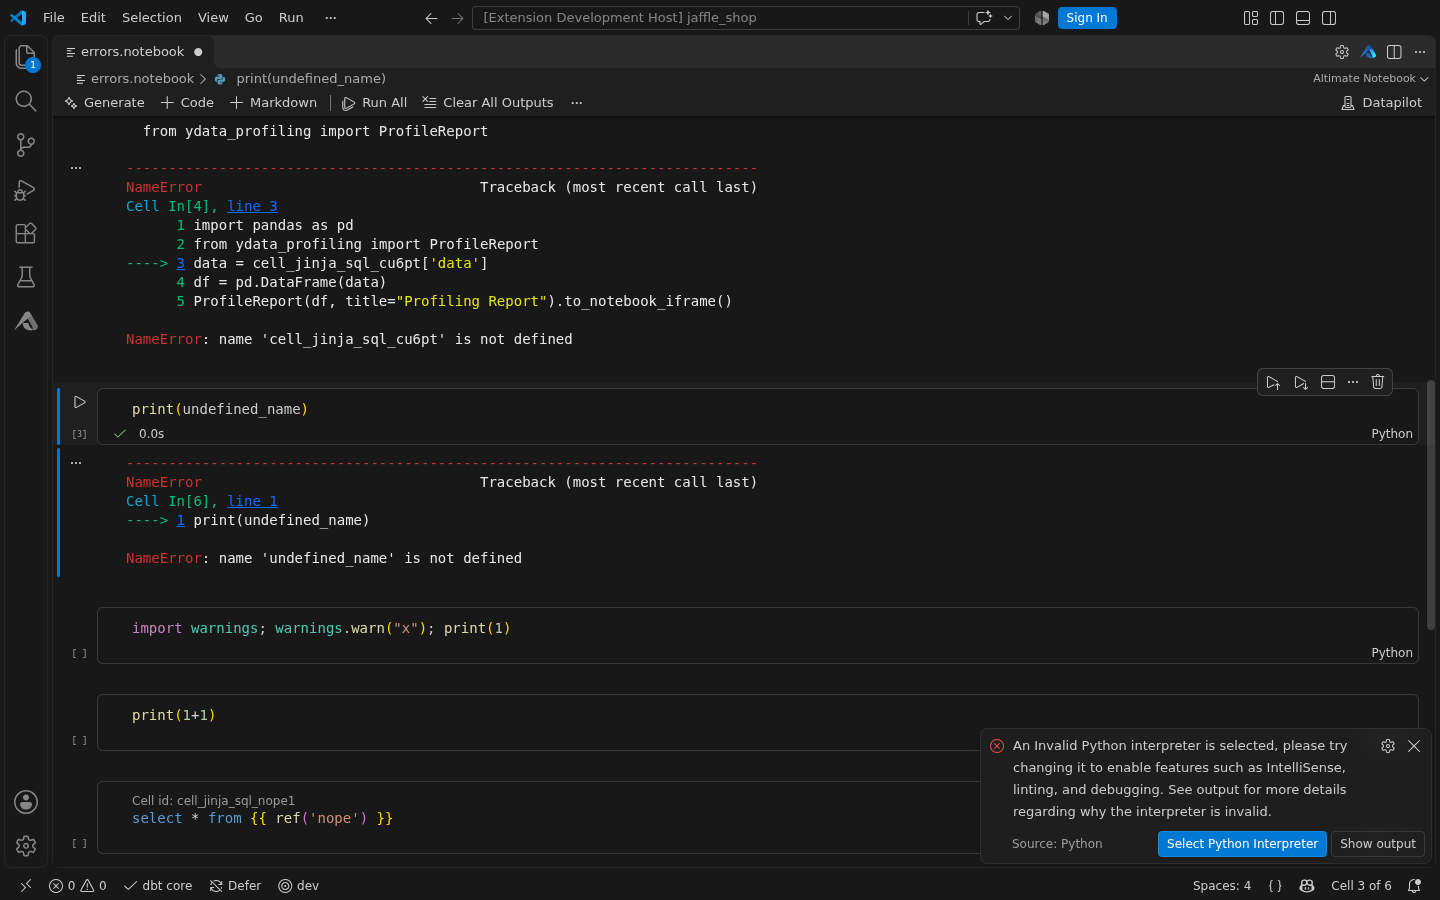 File Edit Selection View Go Run ···
[Extension Development Host] jaffle_shop
Sign In
errors.notebook
errors.notebook > print(undefined_name)
Altimate Notebook
Generate + Code + Markdown | Run All Clear All Outputs ···
Datapilot
1
from ydata_profiling import ProfileReport
---------------------------------------------------------------------------
NameError Traceback (most recent call last)
Cell In[4], line 3
1 import pandas as pd
2 from ydata_profiling import ProfileReport
----> 3 data = cell_jinja_sql_cu6pt['data']
4 df = pd.DataFrame(data)
5 ProfileReport(df, title="Profiling Report").to_notebook_iframe()
NameError: name 'cell_jinja_sql_cu6pt' is not defined
print(undefined_name)
[3] 0.0s
Python
---------------------------------------------------------------------------
NameError Traceback (most recent call last)
Cell In[6], line 1
----> 1 print(undefined_name)
NameError: name 'undefined_name' is not defined
import warnings; warnings.warn("x"); print(1)
[ ]
Python
print(1+1)
[ ]
Cell id: cell_jinja_sql_nope1
select * from {{ ref('nope') }}
[ ]
An Invalid Python interpreter is selected, please try
changing it to enable features such as IntelliSense,
linting, and debugging. See output for more details
regarding why the interpreter is invalid.
Source: Python
Select Python Interpreter
Show output
0 0 dbt core Defer dev
Spaces: 4 { } Cell 3 of 6